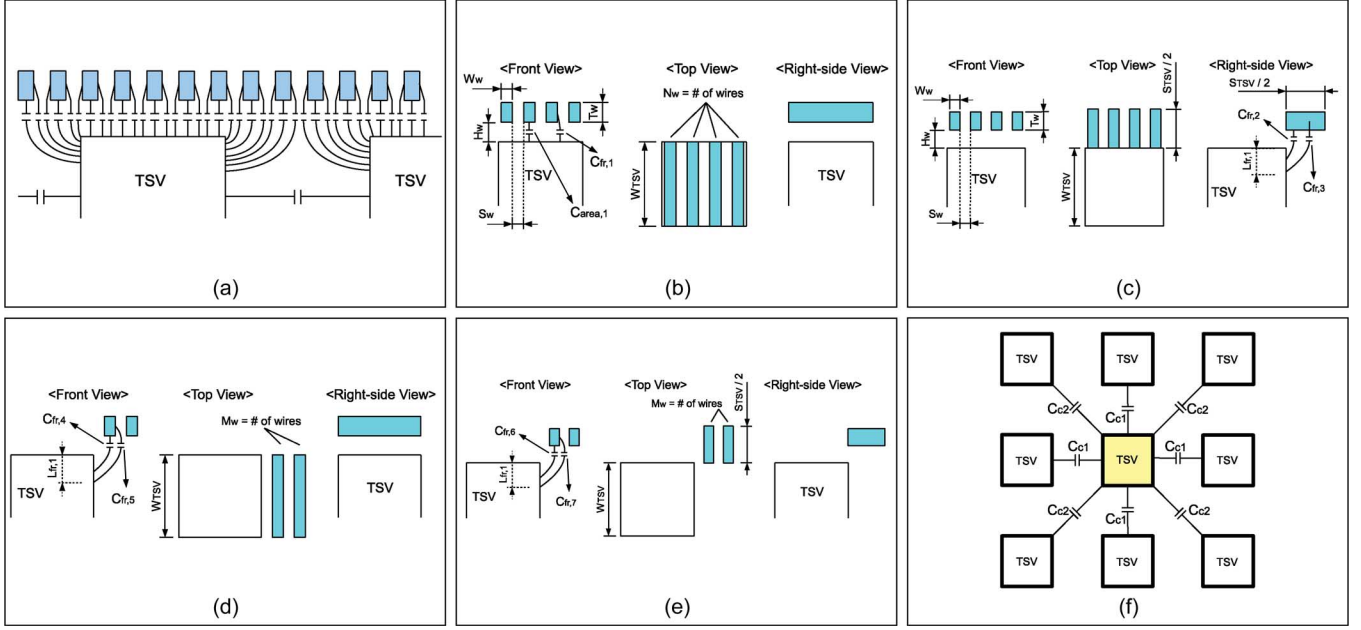 TSV
TSV
(a)
<Front View>
<Top View>
<Right-side View>
Ww
Nw = # of wires
Tw
Hw
Cfr,1
TSV
WTSV
TSV
Carea,1
Sw
(b)
<Front View>
<Top View>
<Right-side View>
STSV / 2
STSV / 2
Ww
Cfr,2
Tw
Hw
TSV
WTSV
Lfr,1
TSV
Cfr,3
Sw
(c)
<Front View>
<Top View>
<Right-side View>
Cfr,4
Mw = # of wires
Lfr,1
TSV
WTSV
TSV
Cfr,5
(d)
<Front View>
<Top View>
<Right-side View>
STSV / 2
Mw = # of wires
Cfr,6
Lfr,1
TSV
WTSV
TSV
Cfr,7
(e)
TSV
TSV
TSV
Cc2
Cc1
Cc2
TSV
Cc1
TSV
Cc1
TSV
Cc2
Cc1
Cc2
TSV
TSV
TSV
(f)